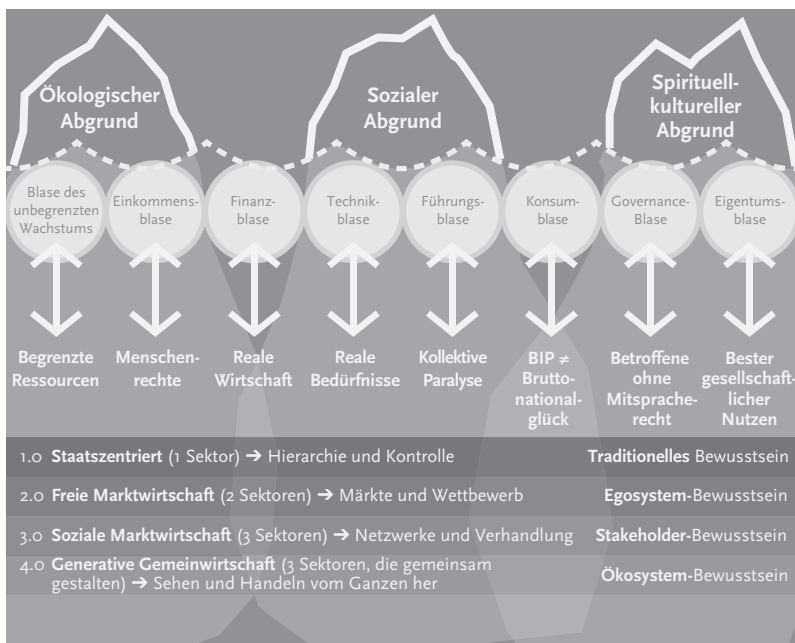 Ökologischer
Abgrund
Sozialer
Abgrund
Spirituell-
kultureller
Abgrund
Blase des
unbegrenzten
Wachstums
Einkommens-
blase
Finanz-
blase
Technik-
blase
Führungs-
blase
Konsum-
blase
Governance-
Blase
Eigentums-
blase
Begrenzte
Ressourcen
Menschen-
rechte
Reale
Wirtschaft
Reale
Bedürfnisse
Kollektive
Paralyse
BIP ≠
Brutto-
national-
glück
Betroffene
ohne
Mitsprache-
recht
Bester
gesellschaft-
licher
Nutzen
1.0 Staatszentriert (1 Sektor) ➔ Hierarchie und Kontrolle Traditionelles Bewusstsein
2.0 Freie Marktwirtschaft (2 Sektoren) ➔ Märkte und Wettbewerb Egosystem-Bewusstsein
3.0 Soziale Marktwirtschaft (3 Sektoren) ➔ Netzwerke und Verhandlung Stakeholder-Bewusstsein
4.0 Generative Gemeinwirtschaft (3 Sektoren, die gemeinsam
gestalten) ➔ Sehen und Handeln vom Ganzen her Ökosystem-Bewusstsein